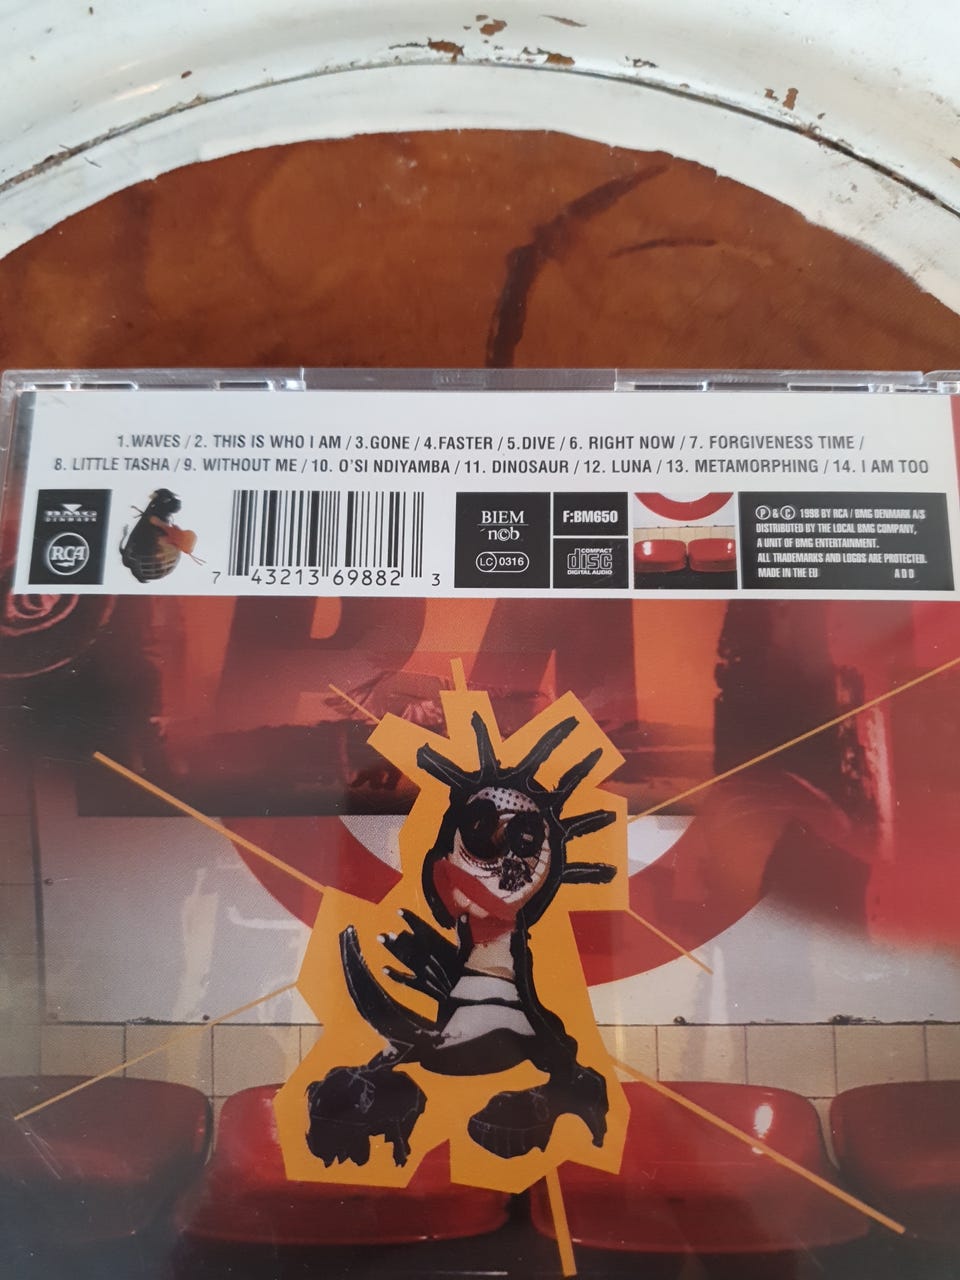 1.WAVES / 2. THIS IS WHO I AM / 3.GONE / 4.FASTER / 5.DIVE / 6. RIGHT NOW / 7. FORGIVENESS TIME /
8. LITTLE TASHA / 9. WITHOUT ME / 10. O'SI NDIYAMBA / 11. DINOSAUR / 12. LUNA / 13. METAMORPHING / 14. I AM TOO
BMG
DENMARK
RCA
7 43213 69882 3
BIEM
n©b
LC 0316
F:BM650
COMPACT
disc
DIGITAL AUDIO
Ⓟ & © 1998 BY RCA / BMG DENMARK A/S
DISTRIBUTED BY THE LOCAL BMG COMPANY,
A UNIT OF BMG ENTERTAINMENT.
ALL TRADEMARKS AND LOGOS ARE PROTECTED.
MADE IN THE EU ADD